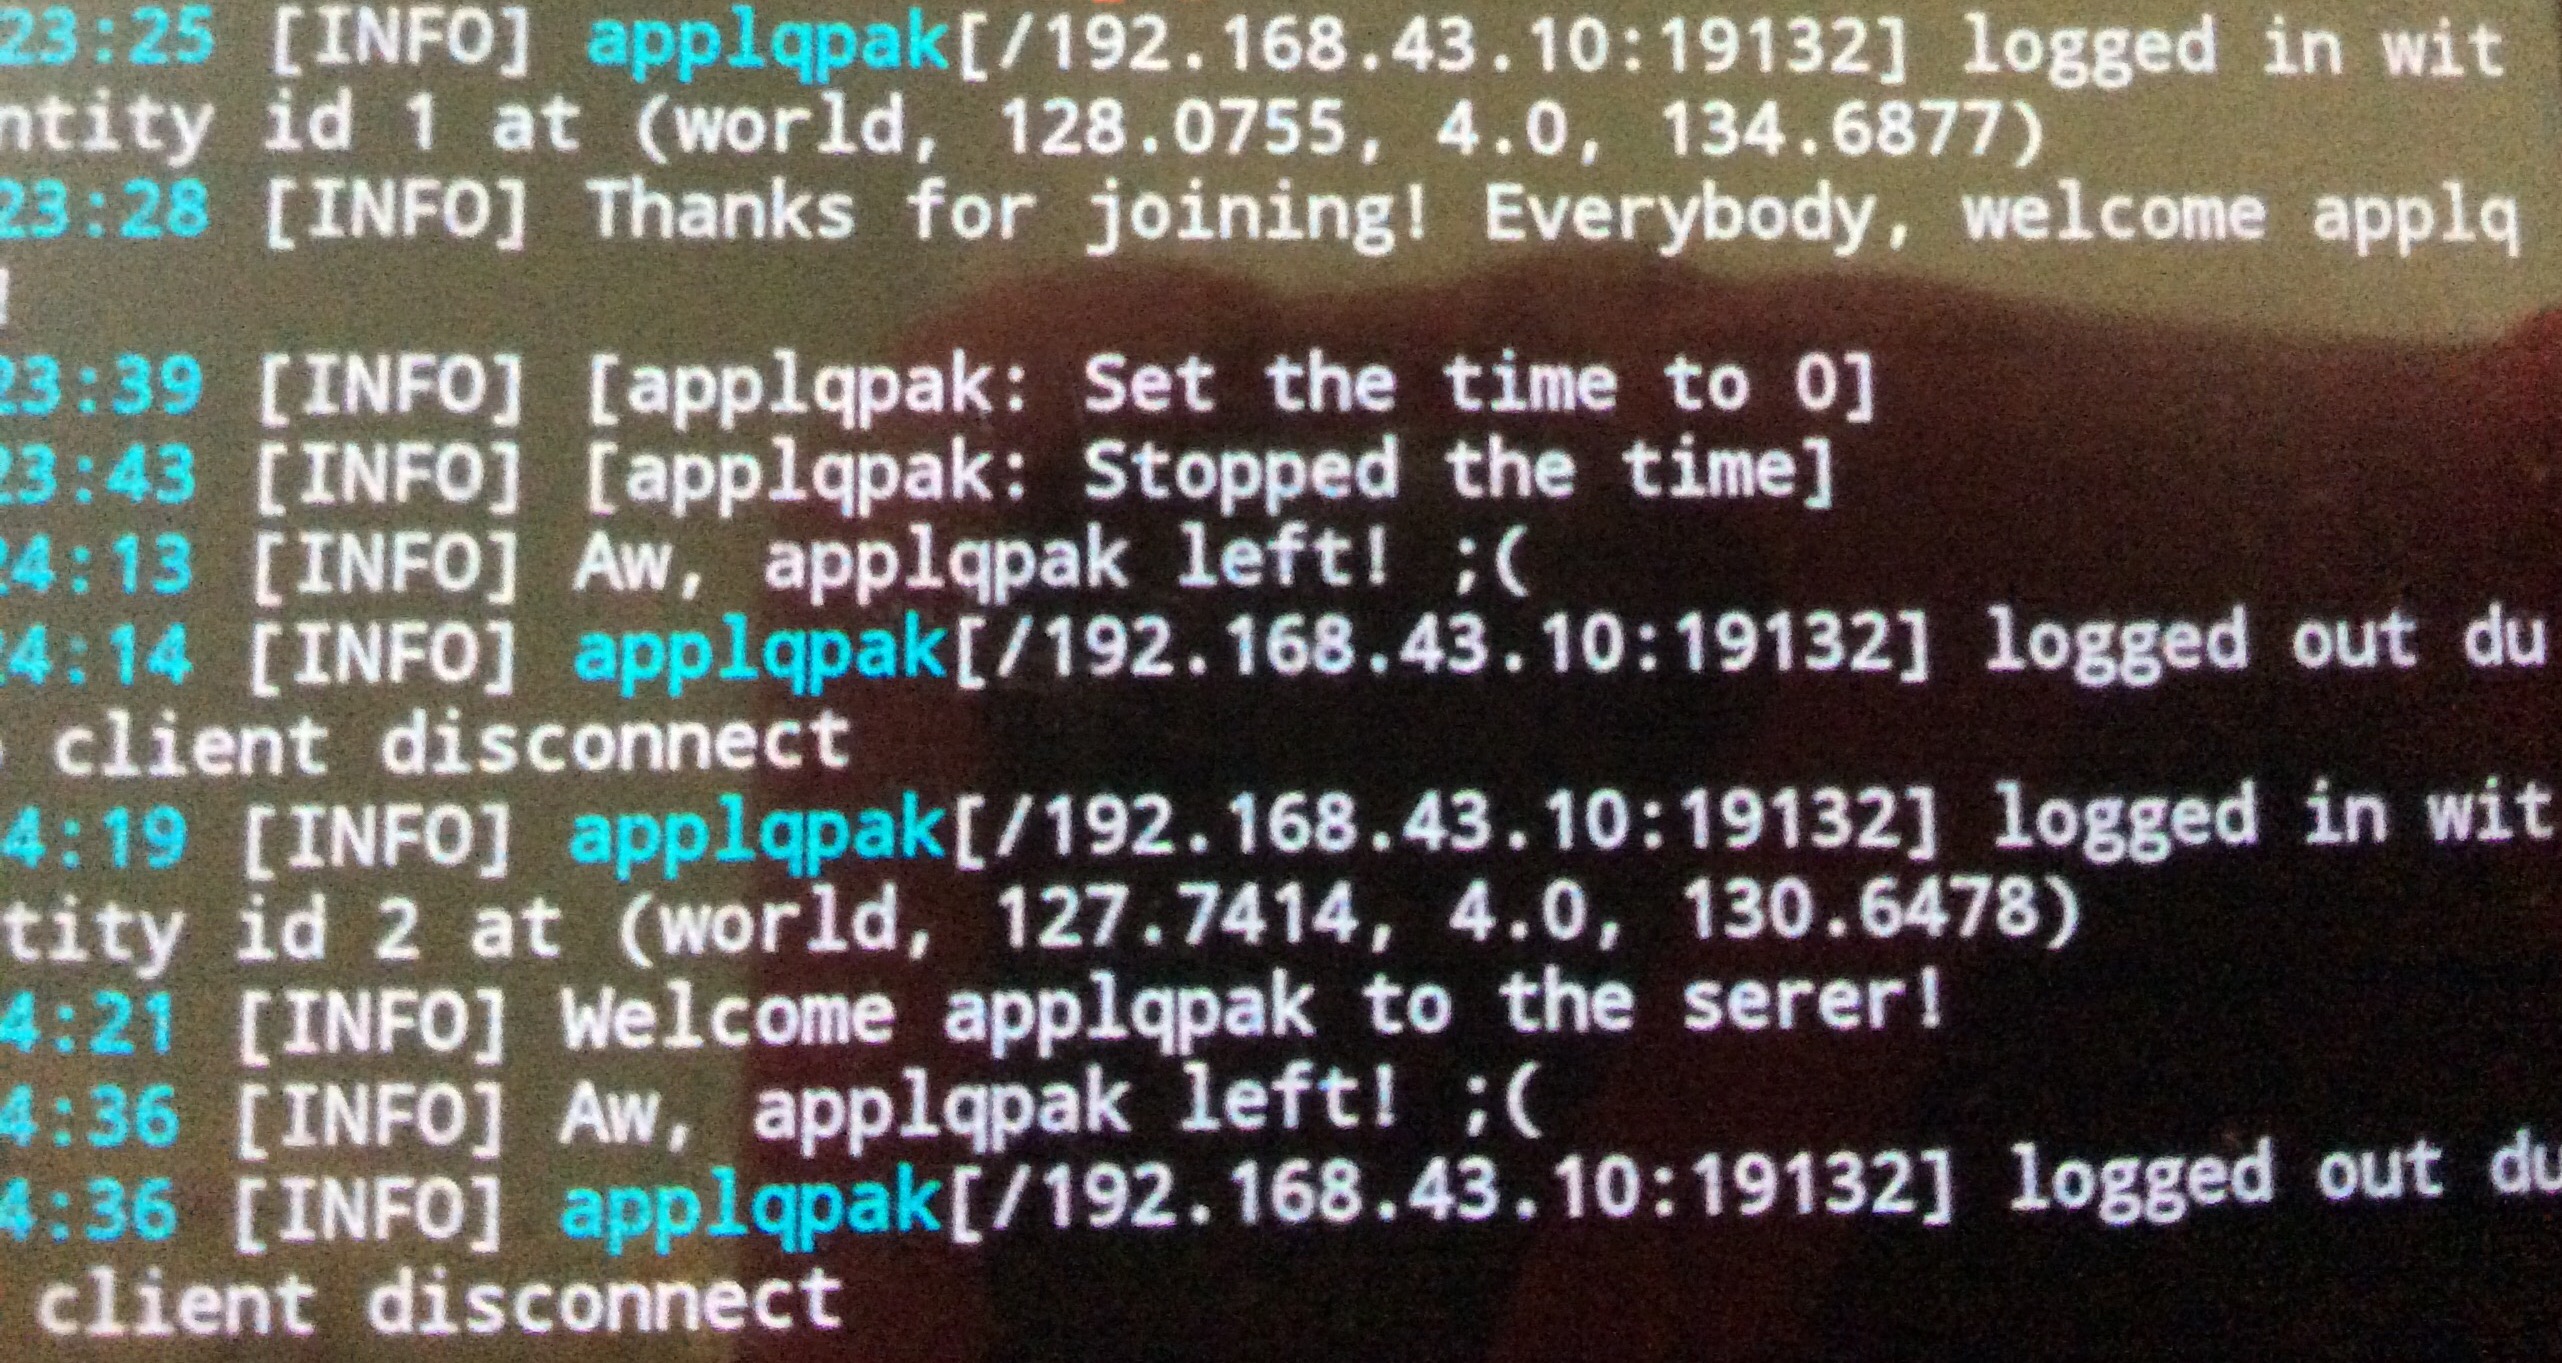 23:25 [INFO] applqpak[/192.168.43.10:19132] logged in wit
ntity id 1 at (world, 128.0755, 4.0, 134.6877)
23:28 [INFO] Thanks for joining! Everybody, welcome applq
]
23:39 [INFO] [applqpak: Set the time to 0]
23:43 [INFO] [applqpak: Stopped the time]
24:13 [INFO] Aw, applqpak left! ;(
24:14 [INFO] applqpak[/192.168.43.10:19132] logged out du
client disconnect
4:19 [INFO] applqpak[/192.168.43.10:19132] logged in wit
tity id 2 at (world, 127.7414, 4.0, 130.6478)
4:21 [INFO] Welcome applqpak to the serer!
4:36 [INFO] Aw, applqpak left! ;(
4:36 [INFO] applqpak[/192.168.43.10:19132] logged out du
client disconnect